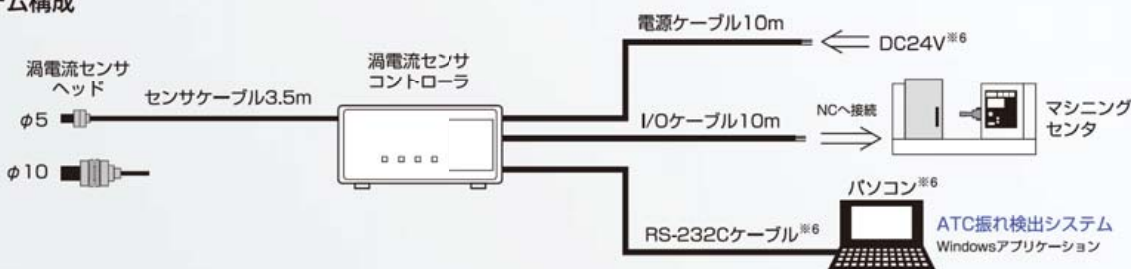 ム構成
渦電流センサ
ヘッド
φ5
φ10
センサケーブル3.5m
渦電流センサ
コントローラ
電源ケーブル10m
DC24V※6
I/Oケーブル10m
NCへ接続
マシニング
センタ
RS-232Cケーブル※6
パソコン※6
ATC振れ検出システム
Windowsアプリケーション